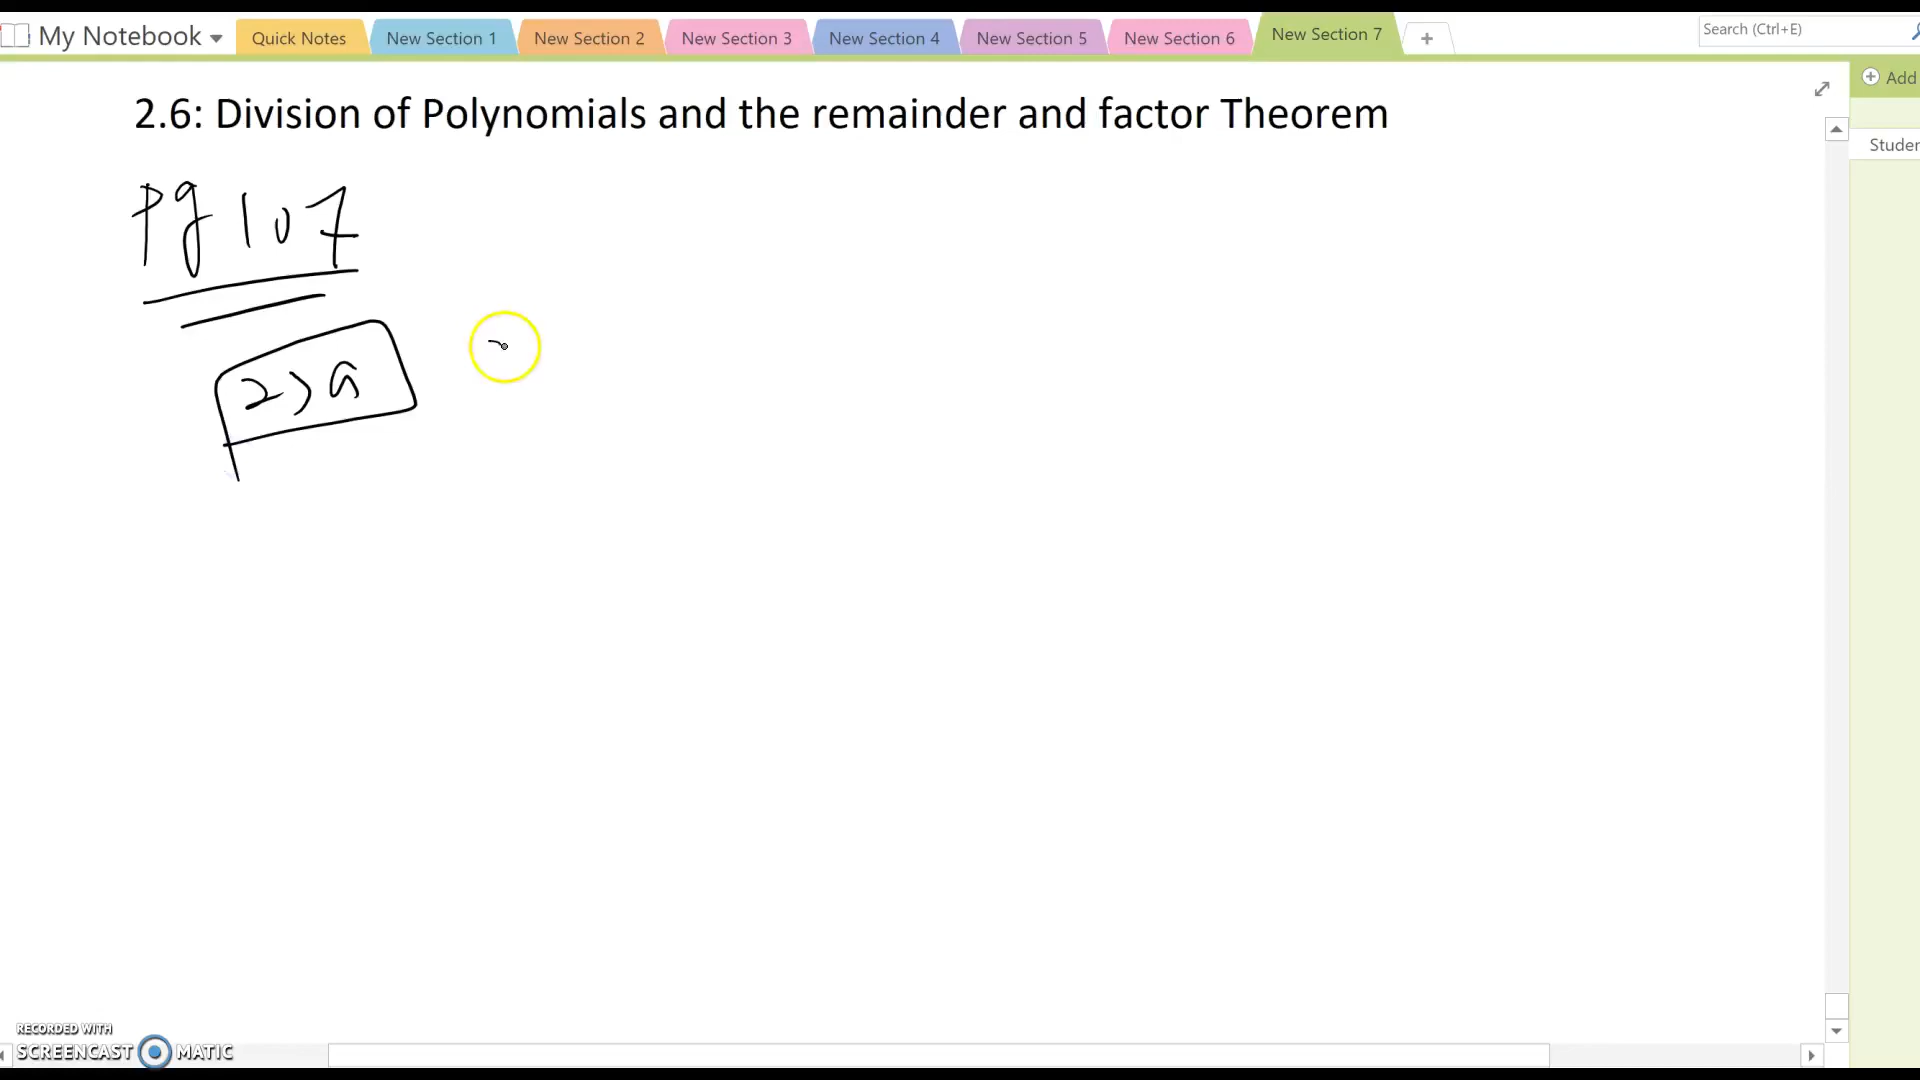 My Notebook Quick Notes New Section 1 New Section 2 New Section 3 New Section 4 New Section 5 New Section 6 New Section 7 + Search (Ctrl+E)
Add
2.6: Division of Polynomials and the remainder and factor Theorem
Studer
pg 107
2) a
RECORDED WITH
SCREENCAST MATIC